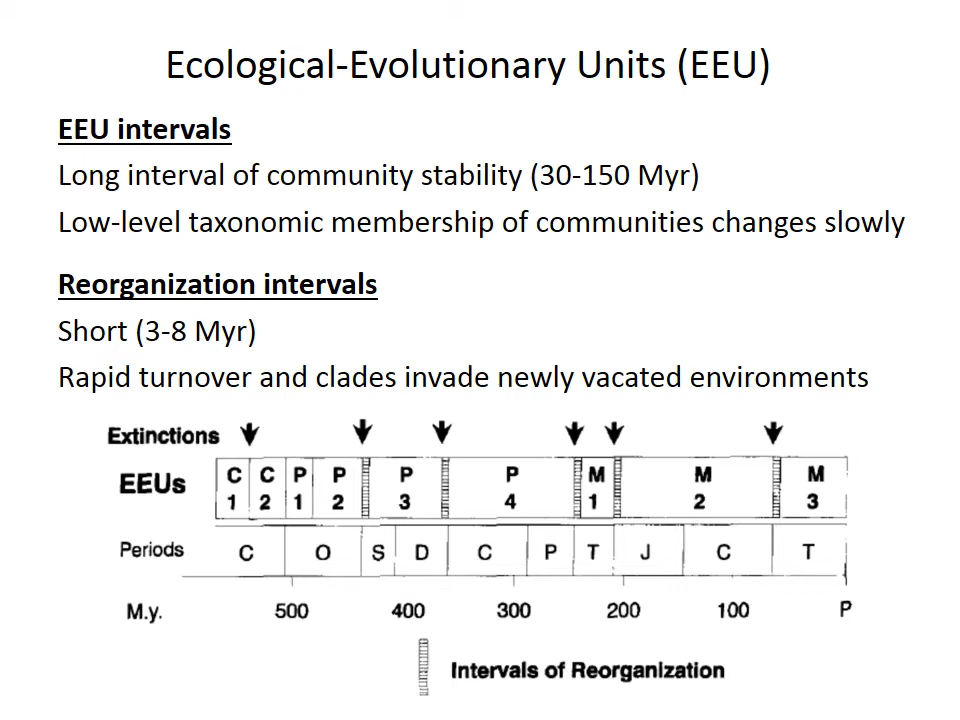 Ecological-Evolutionary Units (EEU)
EEU intervals
Long interval of community stability (30-150 Myr)
Low-level taxonomic membership of communities changes slowly
Reorganization intervals
Short (3-8 Myr)
Rapid turnover and clades invade newly vacated environments
Extinctions
EEUs C 1 C 2 P 1 P 2 P 3 P 4 M 1 M 2 M 3
Periods C O S D C P T J C T
M.y. 500 400 300 200 100 P
Intervals of Reorganization